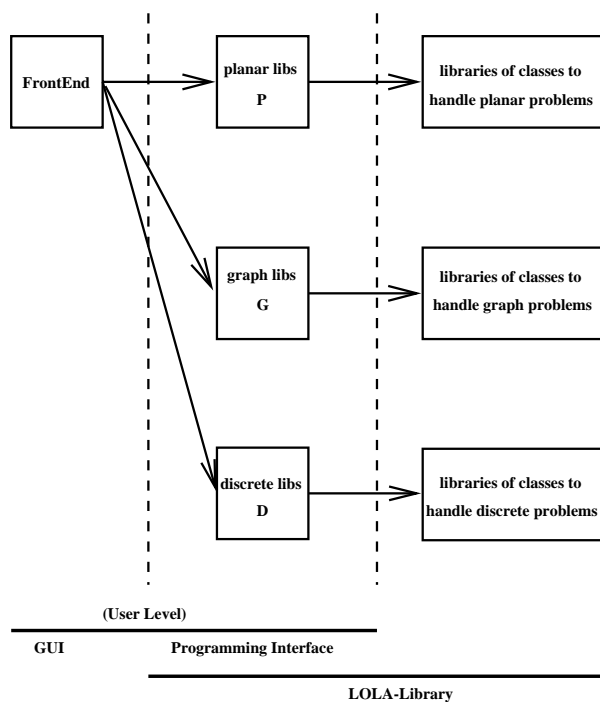 FrontEnd
planar libs
P
libraries of classes to
handle planar problems
graph libs
G
libraries of classes to
handle graph problems
discrete libs
D
libraries of classes to
handle discrete problems
(User Level)
GUI
Programming Interface
LOLA-Library